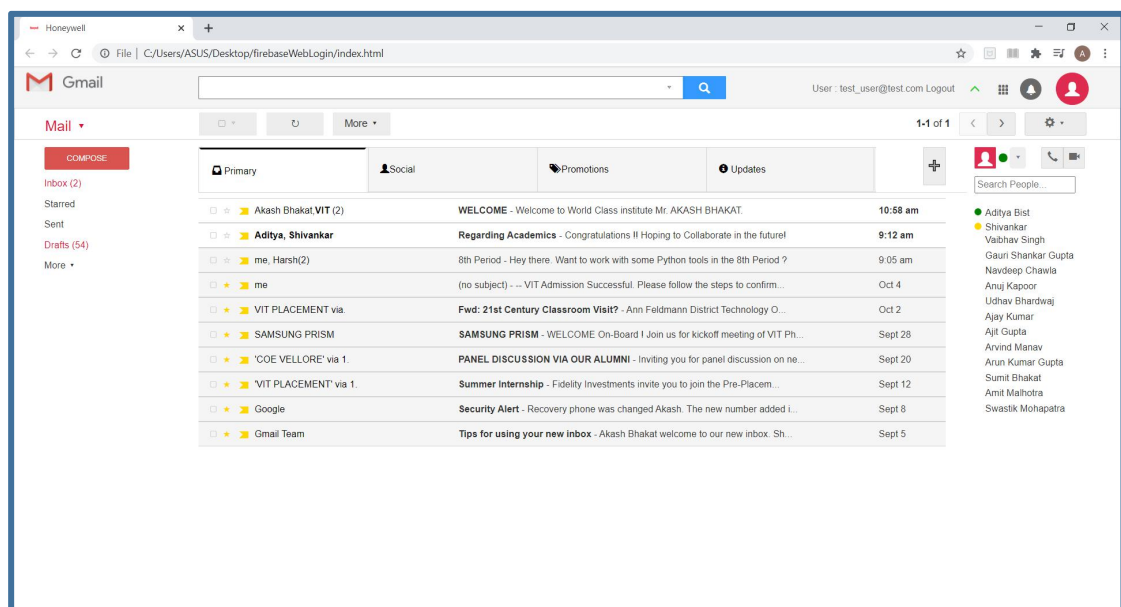 Honeywell
File | C:/Users/ASUS/Desktop/firebaseWebLogin/index.html
A
Gmail
User : test_user@test.com Logout
Mail
More
1-1 of 1
COMPOSE
Inbox (2)
Starred
Sent
Drafts (54)
More
Primary
Social
Promotions
Updates
Akash Bhakat,VIT (2) WELCOME - Welcome to World Class institute Mr. AKASH BHAKAT. 10:58 am
Aditya, Shivankar Regarding Academics - Congratulations !! Hoping to Collaborate in the future! 9:12 am
me, Harsh(2) 8th Period - Hey there. Want to work with some Python tools in the 8th Period ? 9:05 am
me (no subject) - -- VIT Admission Successful. Please follow the steps to confirm... Oct 4
VIT PLACEMENT via. Fwd: 21st Century Classroom Visit? - Ann Feldmann District Technology O... Oct 2
SAMSUNG PRISM SAMSUNG PRISM - WELCOME On-Board ! Join us for kickoff meeting of VIT Ph... Sept 28
'COE VELLORE' via 1. PANEL DISCUSSION VIA OUR ALUMNI - Inviting you for panel discussion on ne... Sept 20
'VIT PLACEMENT' via 1. Summer Internship - Fidelity Investments invite you to join the Pre-Placem... Sept 12
Google Security Alert - Recovery phone was changed Akash. The new number added i... Sept 8
Gmail Team Tips for using your new inbox - Akash Bhakat welcome to our new inbox. Sh... Sept 5
Search People...
Aditya Bist
Shivankar
Vaibhav Singh
Gauri Shankar Gupta
Navdeep Chawla
Anuj Kapoor
Udhav Bhardwaj
Ajay Kumar
Ajit Gupta
Arvind Manav
Arun Kumar Gupta
Sumit Bhakat
Amit Malhotra
Swastik Mohapatra